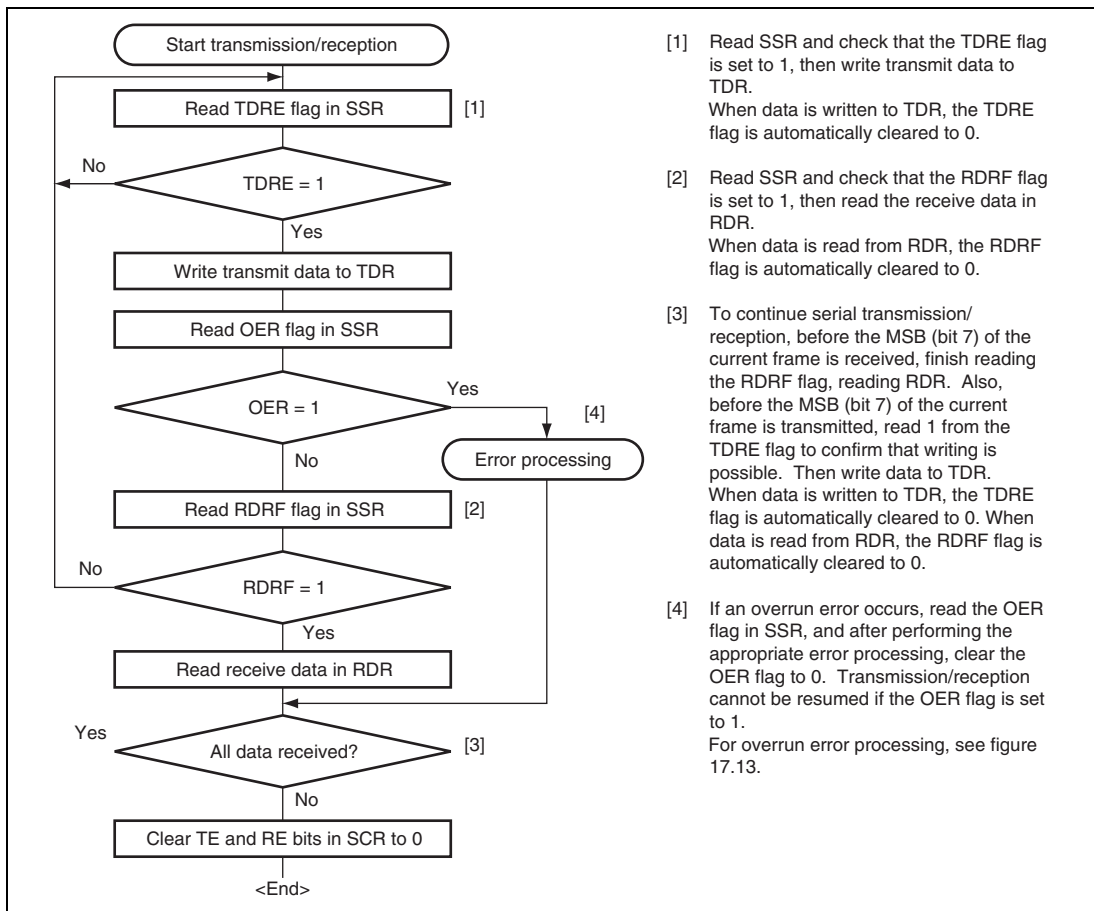 Start transmission/reception
Read TDRE flag in SSR
[1]
No
TDRE = 1
Yes
Write transmit data to TDR
Read OER flag in SSR
Yes
OER = 1
[4]
No
Error processing
Read RDRF flag in SSR
[2]
No
RDRF = 1
Yes
Read receive data in RDR
Yes
All data received?
[3]
No
Clear TE and RE bits in SCR to 0
<End>
[1] Read SSR and check that the TDRE flag
is set to 1, then write transmit data to
TDR.
When data is written to TDR, the TDRE
flag is automatically cleared to 0.
[2] Read SSR and check that the RDRF flag
is set to 1, then read the receive data in
RDR.
When data is read from RDR, the RDRF
flag is automatically cleared to 0.
[3] To continue serial transmission/
reception, before the MSB (bit 7) of the
current frame is received, finish reading
the RDRF flag, reading RDR. Also,
before the MSB (bit 7) of the current
frame is transmitted, read 1 from the
TDRE flag to confirm that writing is
possible. Then write data to TDR.
When data is written to TDR, the TDRE
flag is automatically cleared to 0. When
data is read from RDR, the RDRF flag is
automatically cleared to 0.
[4] If an overrun error occurs, read the OER
flag in SSR, and after performing the
appropriate error processing, clear the
OER flag to 0. Transmission/reception
cannot be resumed if the OER flag is set
to 1.
For overrun error processing, see figure
17.13.